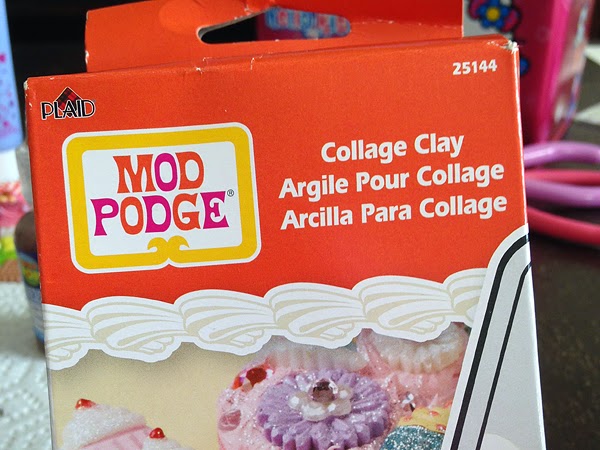 25144
PLAID
MOD
PODGE®
Collage Clay
Argile Pour Collage
Arcilla Para Collage